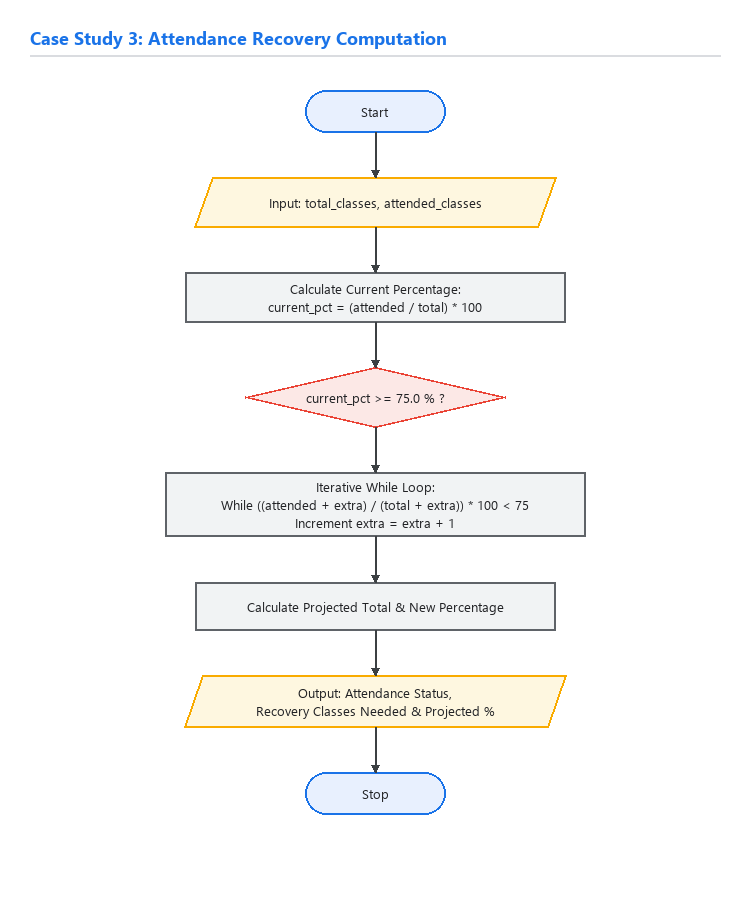 Case Study 3: Attendance Recovery Computation
Start
Input: total_classes, attended_classes
Calculate Current Percentage:
current_pct = (attended / total) * 100
current_pct >= 75.0 % ?
Iterative While Loop:
While ((attended + extra) / (total + extra)) * 100 < 75
Increment extra = extra + 1
Calculate Projected Total & New Percentage
Output: Attendance Status,
Recovery Classes Needed & Projected %
Stop